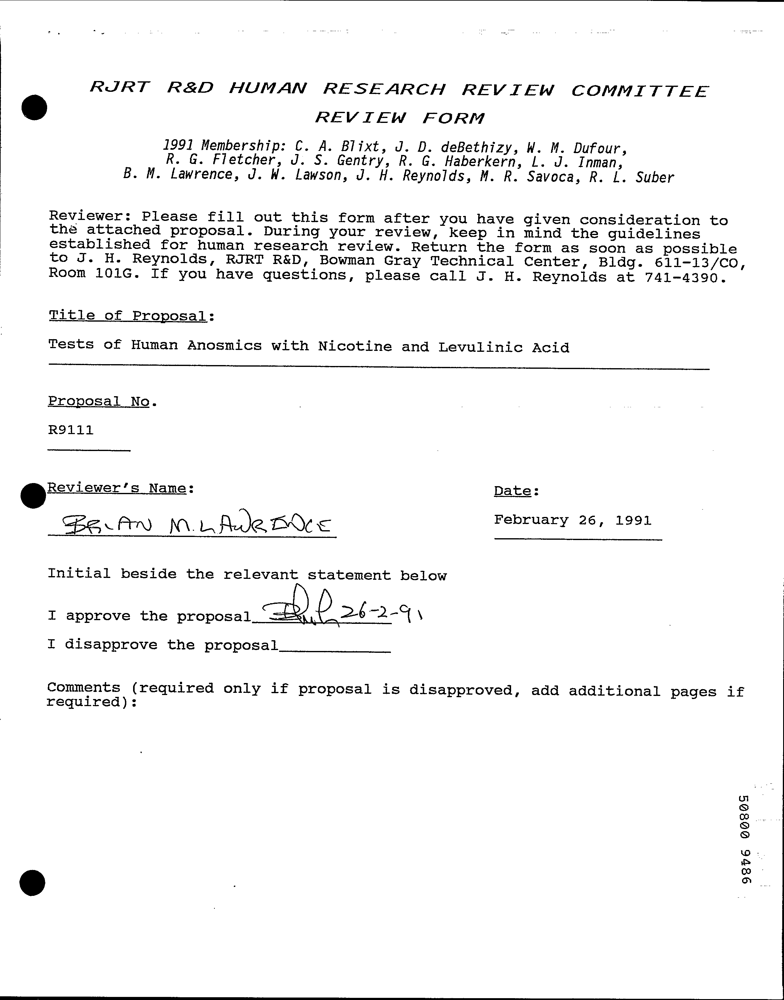 RJRT R&D HUMAN RESEARCH REVIEW COMMITTEE
REVIEW FORM
1991 Membership: C. A. Blixt, J. D. deBethizy, W. M. Dufour,
R. G. Fletcher, J. S. Gentry, R. G. Haberkern, L. J. Inman,
B. M. Lawrence, J. W. Lawson, J. H. Reynolds, M. R. Savoca, R. L. Suber
Reviewer: Please fill out this form after you have given consideration to
the attached proposal. During your review, keep in mind the guidelines
established for human research review. Return the form as soon as possible
to J. H. Reynolds, RJRT R&D, Bowman Gray Technical Center, Bldg. 611-13/CO,
Room 101G. If you have questions, please call J. H. Reynolds at 741-4390.
Title of Proposal:
Tests of Human Anosmics with Nicotine and Levulinic Acid
Proposal No.
R9111
Reviewer's Name:
Date:
BRIAN M. LAWRENCE
February 26, 1991
Initial beside the relevant statement below
I approve the proposal 26-2-91
I disapprove the proposal
Comments (required only if proposal is disapproved, add additional pages if
required):
50800 9486